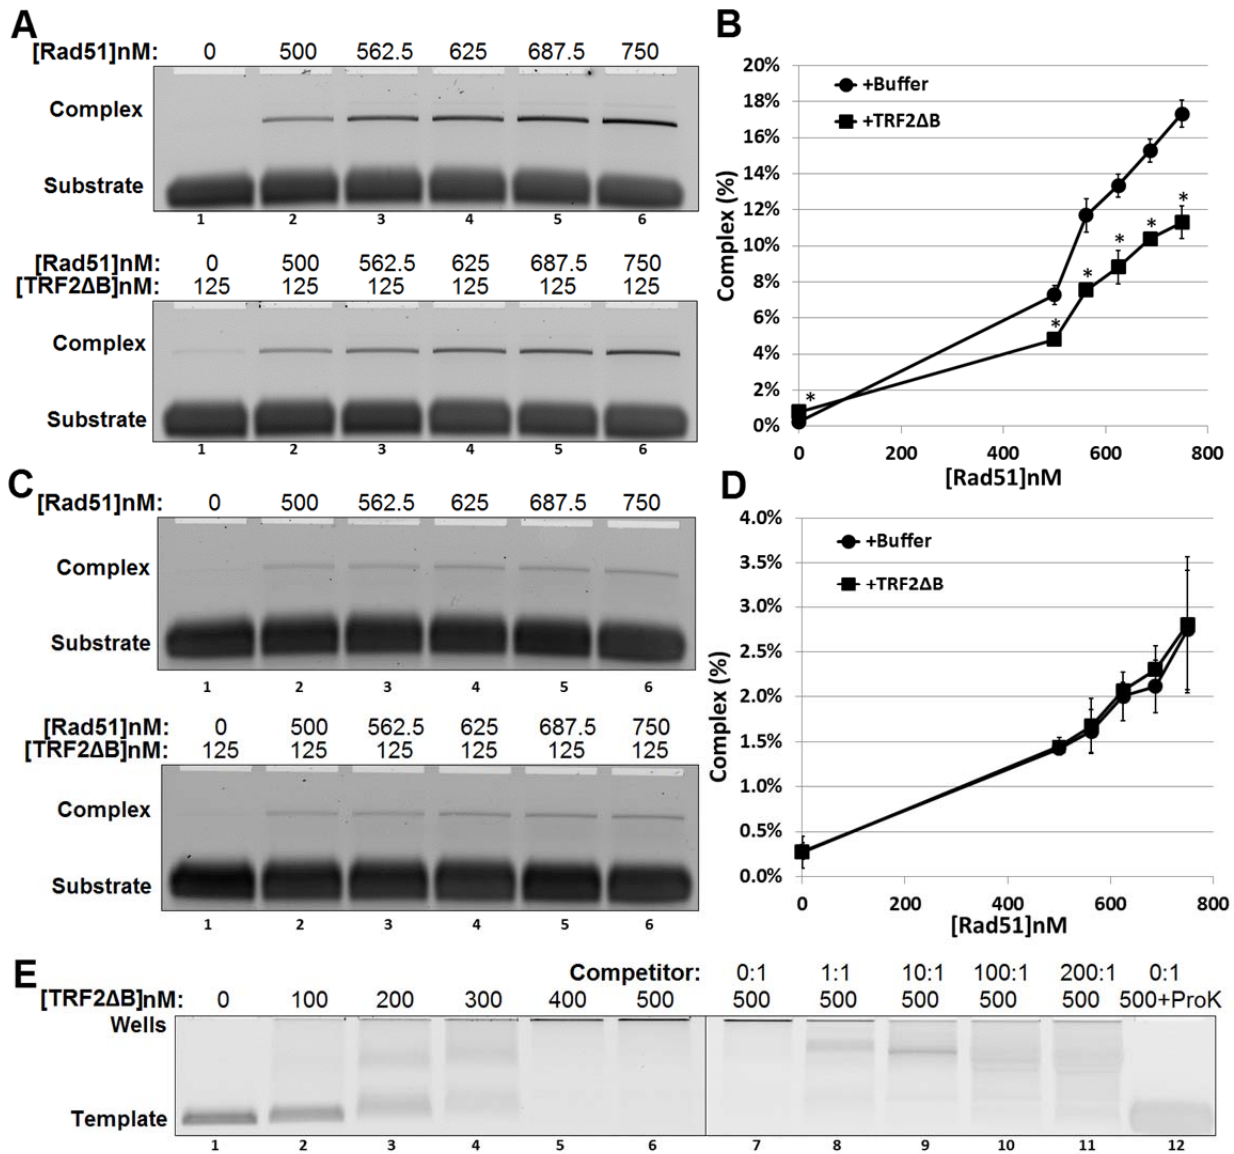 A
[Rad51]nM: 0 500 562.5 625 687.5 750
Complex
Substrate
1 2 3 4 5 6
[Rad51]nM: 0 500 562.5 625 687.5 750
[TRF2ΔB]nM: 125 125 125 125 125 125
Complex
Substrate
1 2 3 4 5 6
B
20%
18%
16%
14%
12%
10%
8%
6%
4%
2%
0%
Complex (%)
+Buffer
+TRF2ΔB
* * * * * *
0 200 400 600 800
[Rad51]nM
C
[Rad51]nM: 0 500 562.5 625 687.5 750
Complex
Substrate
1 2 3 4 5 6
[Rad51]nM: 0 500 562.5 625 687.5 750
[TRF2ΔB]nM: 125 125 125 125 125 125
Complex
Substrate
1 2 3 4 5 6
D
4.0%
3.5%
3.0%
2.5%
2.0%
1.5%
1.0%
0.5%
0.0%
Complex (%)
+Buffer
+TRF2ΔB
0 200 400 600 800
[Rad51]nM
E
Competitor: 0:1 1:1 10:1 100:1 200:1 0:1
[TRF2ΔB]nM: 0 100 200 300 400 500 500 500 500 500 500 500+ProK
Wells
Template
1 2 3 4 5 6 7 8 9 10 11 12